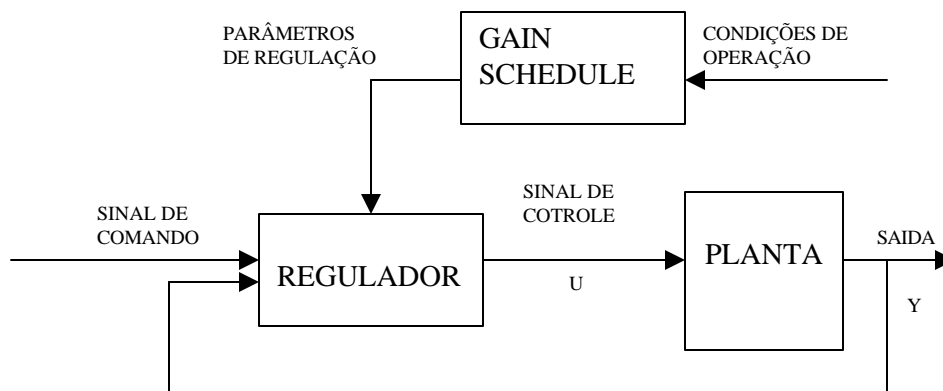 PARÂMETROS
DE REGULAÇÃO
GAIN
SCHEDULE
CONDIÇÕES DE
OPERAÇÃO
SINAL DE
COMANDO
REGULADOR
SINAL DE
COTROLE
U
PLANTA
SAIDA
Y